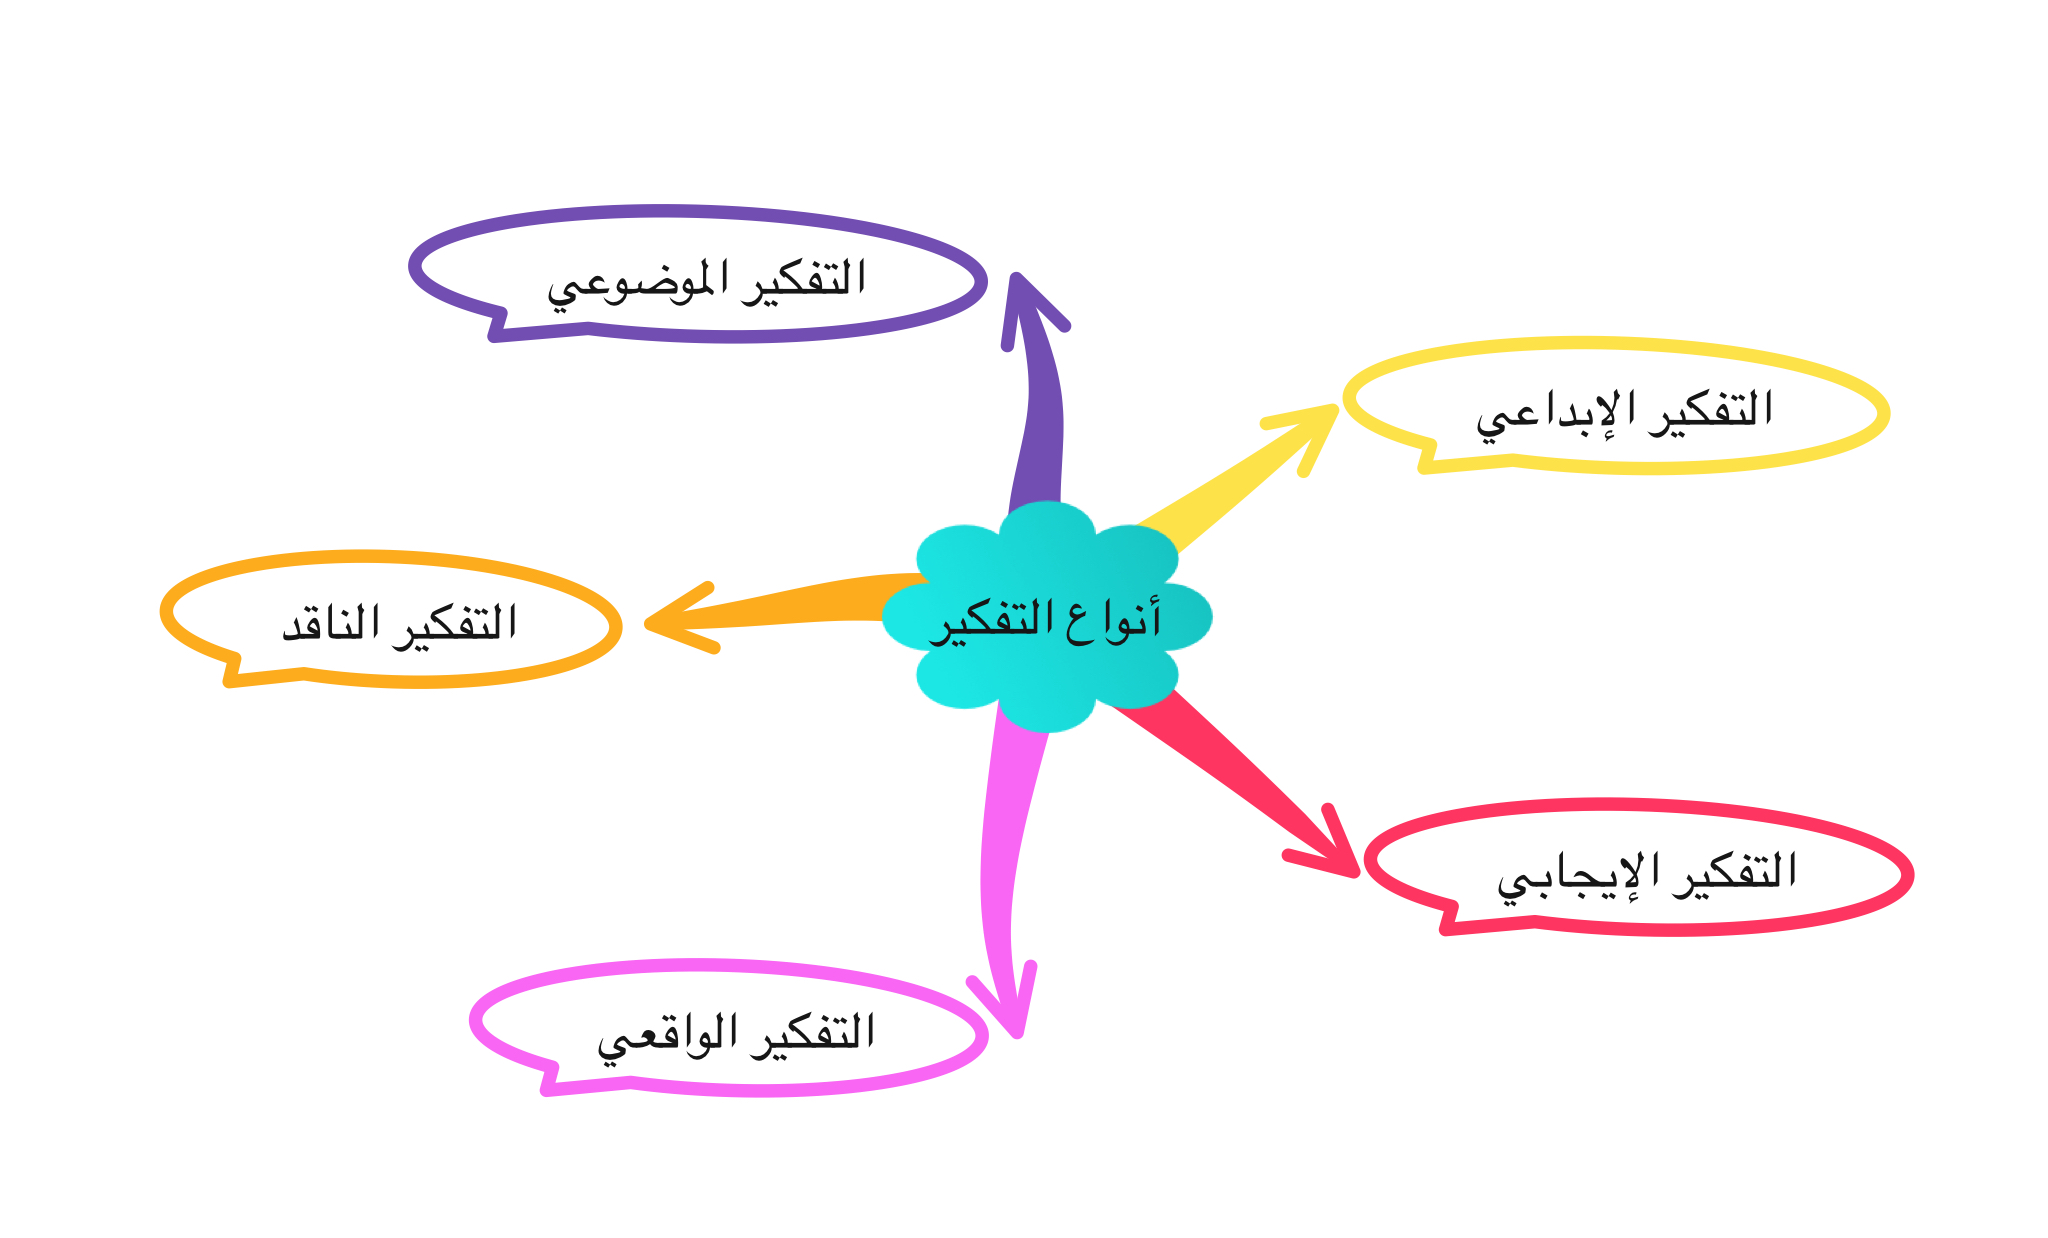 التفكير الموضوعي
التفكير الإبداعي
أنواع التفكير
التفكير الناقد
التفكير الإيجابي
التفكير الواقعي